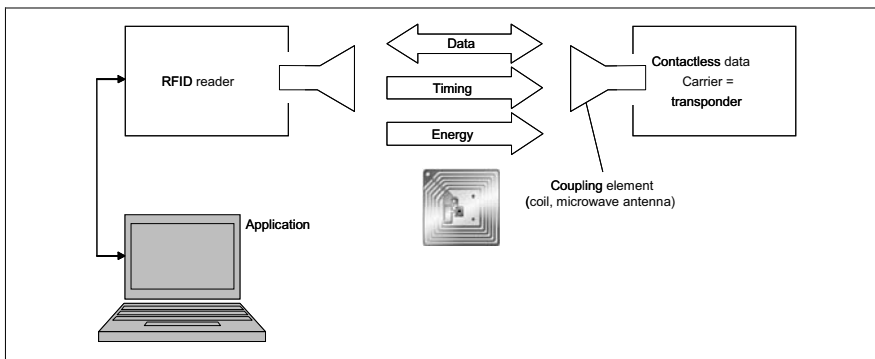 RFID reader
Data
Timing
Energy
Contactless data
Carrier =
transponder
Coupling element
(coil, microwave antenna)
Application